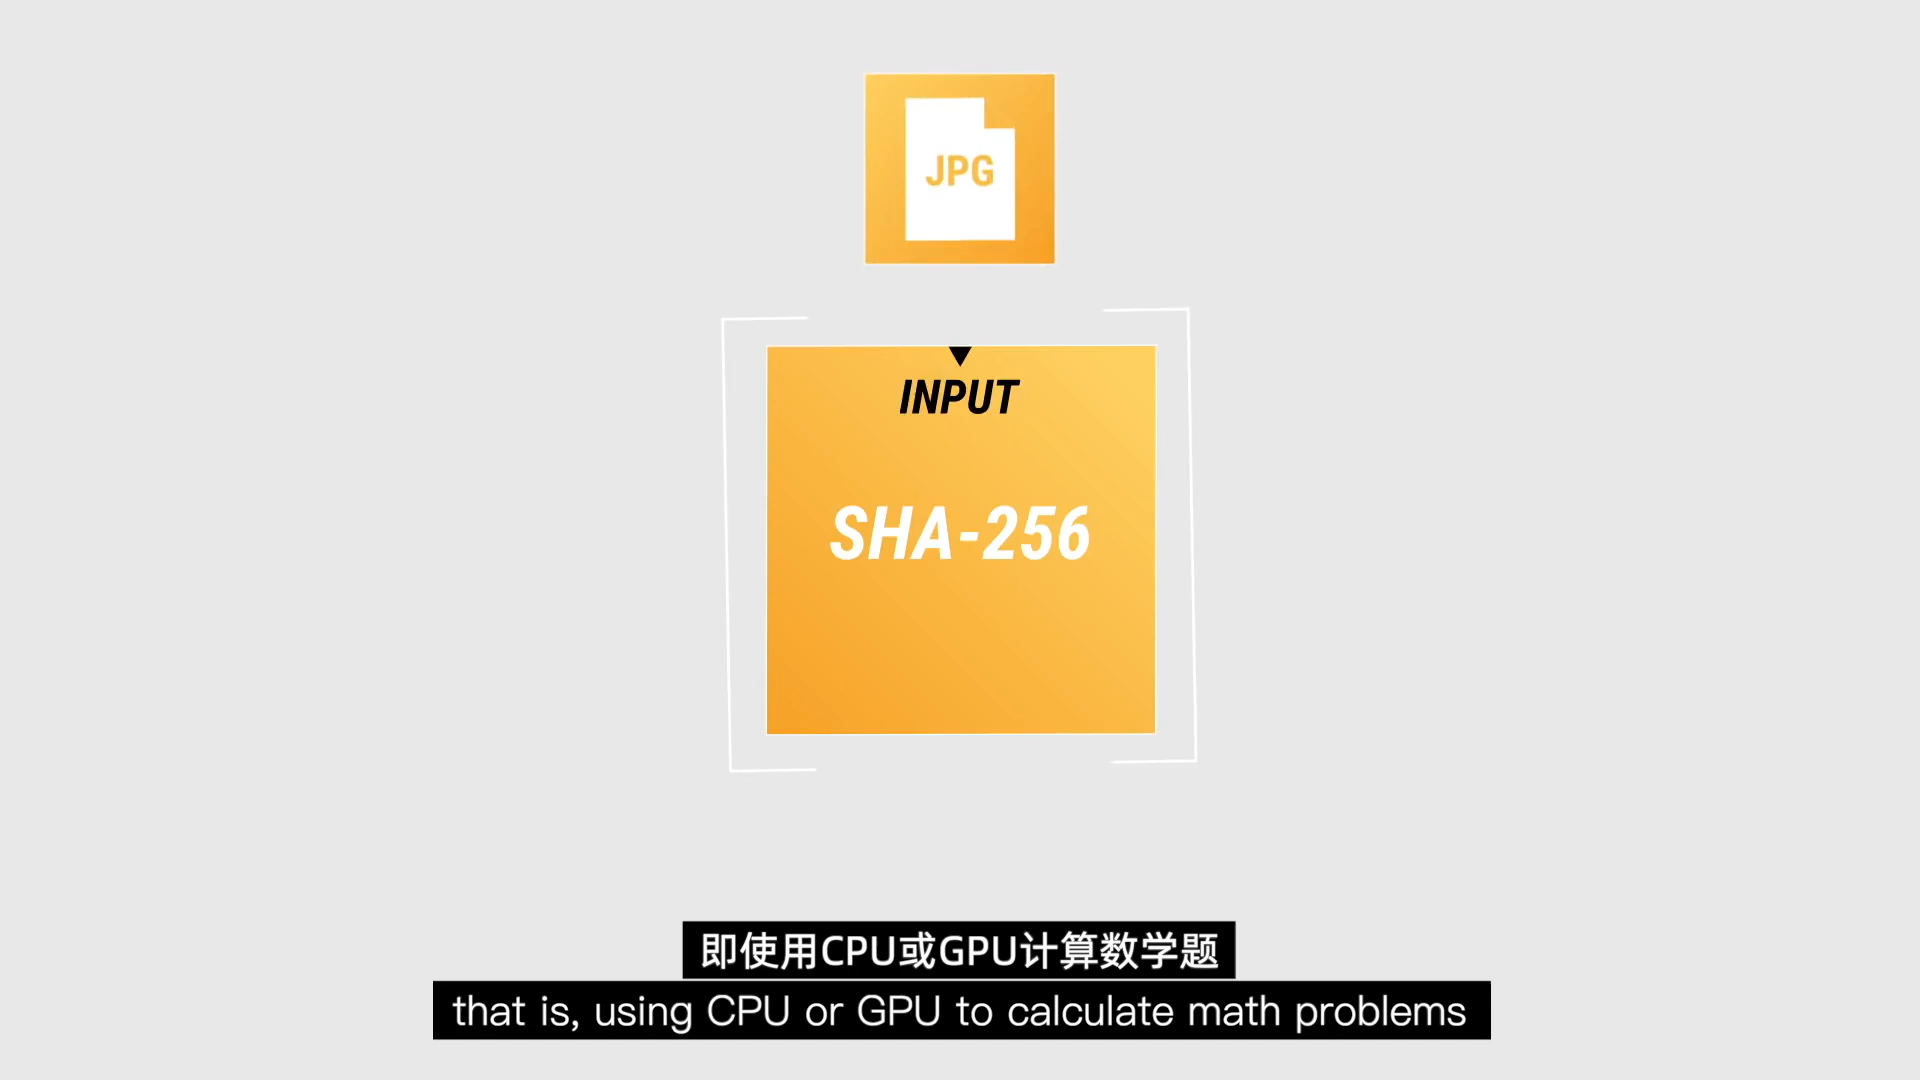 JPG
INPUT
SHA-256
即使用CPU或GPU计算数学题
that is, using CPU or GPU to calculate math problems